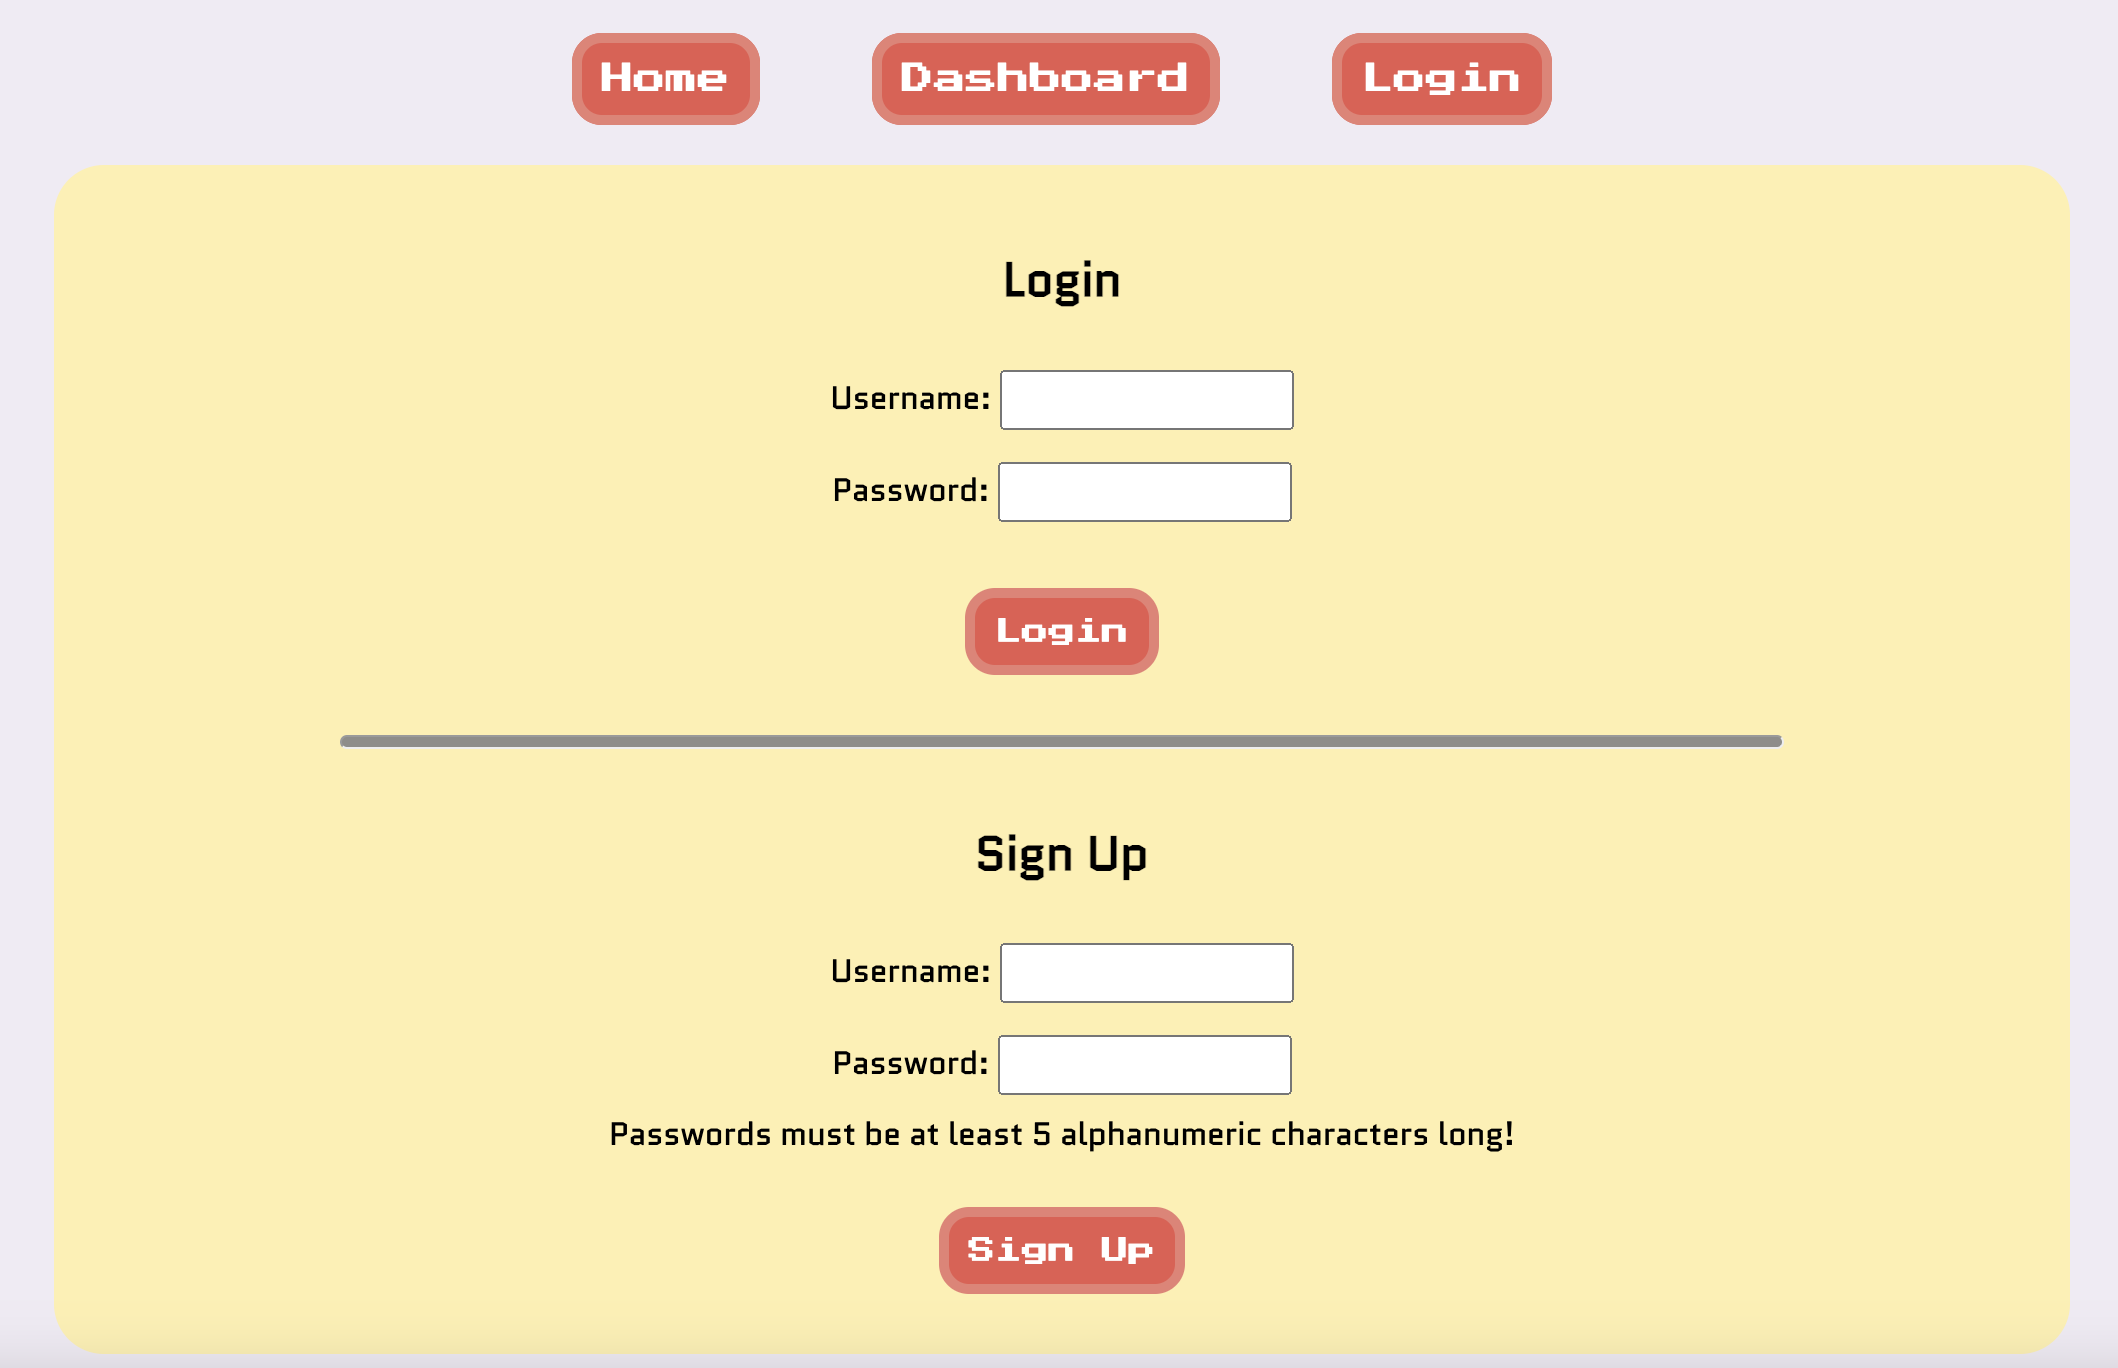 Home Dashboard Login
Login
Username:
Password:
Login
Sign Up
Username:
Password:
Passwords must be at least 5 alphanumeric characters long!
Sign Up